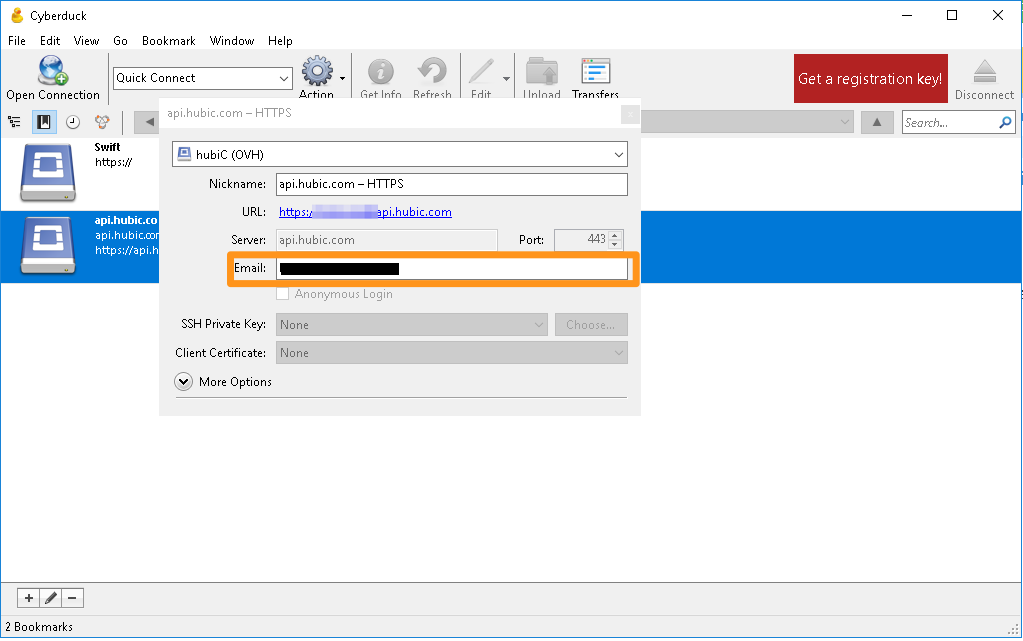 Cyberduck
File Edit View Go Bookmark Window Help
Open Connection
Quick Connect
Action
Get Info
Refresh
Edit
Upload
Transfers
Get a registration key!
Disconnect
Search...
Swift
https://
api.hubic.co
api.hubic.com
https://api.h
api.hubic.com – HTTPS
hubiC (OVH)
Nickname: api.hubic.com – HTTPS
URL: https:/ api.hubic.com
Server: api.hubic.com Port: 443
Email:
Anonymous Login
SSH Private Key: None Choose...
Client Certificate: None
More Options
2 Bookmarks